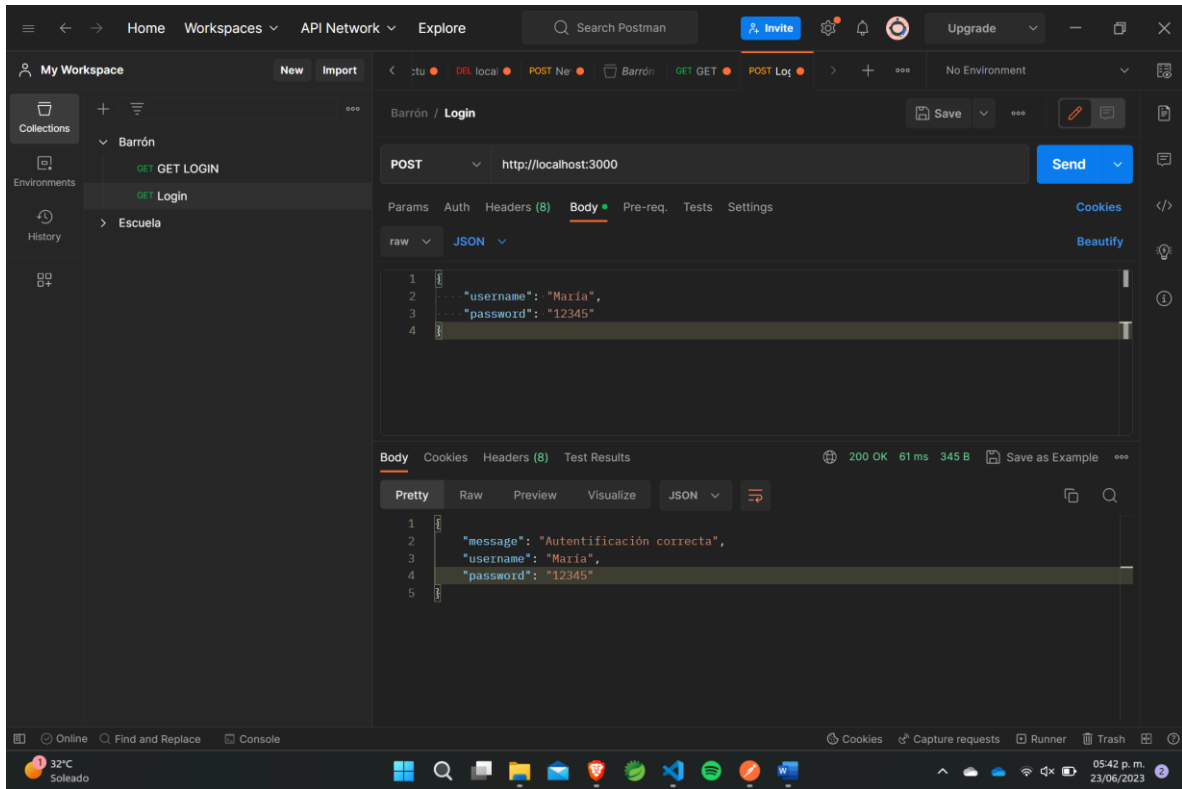 Home Workspaces API Network Explore Search Postman Invite Upgrade
My Workspace New Import ctu DEL local POST Ne Barrón GET GET POST Log No Environment
Barrón / Login Save
Collections
Barrón
GET GET LOGIN
POST http://localhost:3000 Send
Environments
GET Login
Params Auth Headers (8) Body Pre-req. Tests Settings Cookies
History
Escuela
raw JSON Beautify
1 {
2 "username": "María",
3 "password": "12345"
4 }
Body Cookies Headers (8) Test Results 200 OK 61 ms 345 B Save as Example
Pretty Raw Preview Visualize JSON
1 {
2 "message": "Autentificación correcta",
3 "username": "María",
4 "password": "12345"
5 }
Online Find and Replace Console Cookies Capture requests Runner Trash
1 32°C
Soleado
05:42 p. m.
23/06/2023
2